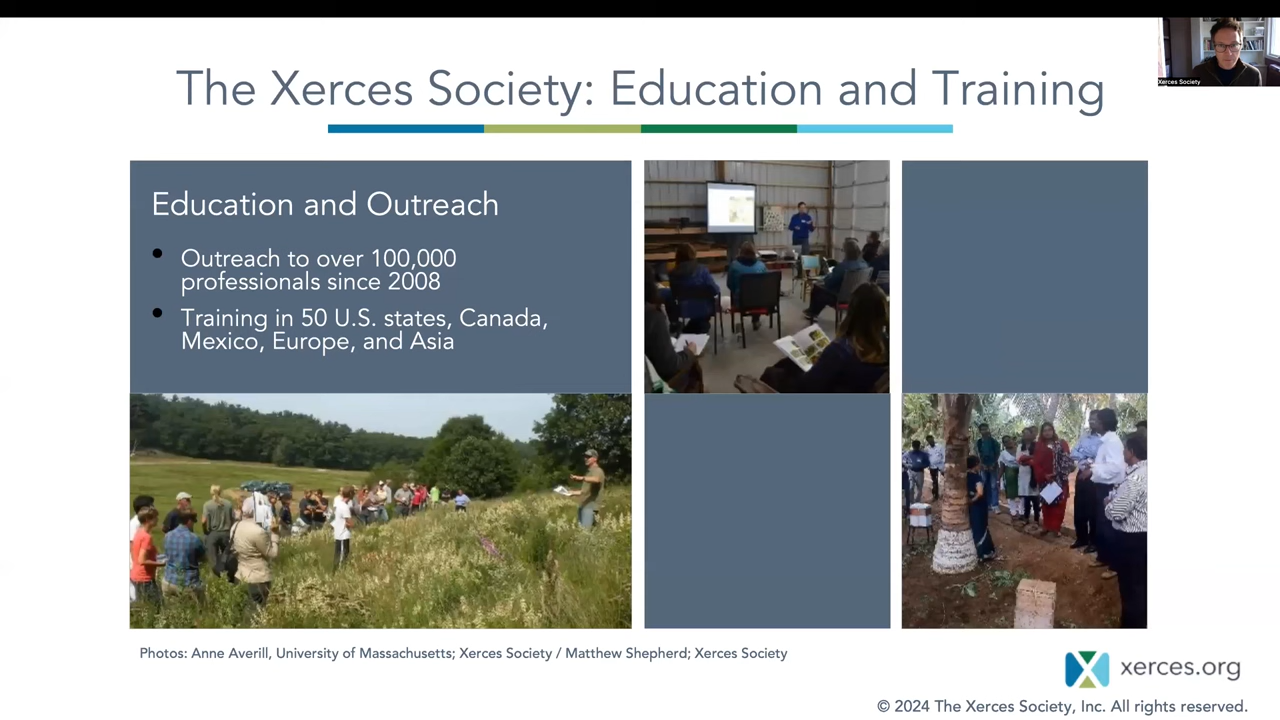 The Xerces Society: Education and Training
Xerces Society
Education and Outreach
• Outreach to over 100,000
professionals since 2008
• Training in 50 U.S. states, Canada,
Mexico, Europe, and Asia
Photos: Anne Averill, University of Massachusetts; Xerces Society / Matthew Shepherd; Xerces Society
xerces.org
© 2024 The Xerces Society, Inc. All rights reserved.